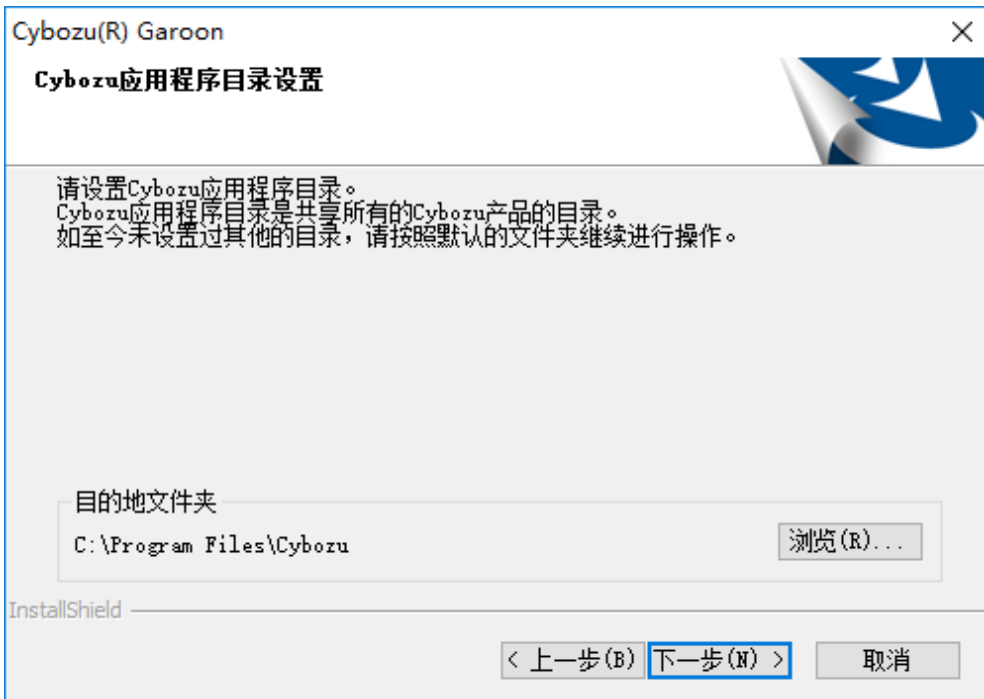 Cybozu(R) Garoon
Cybozu应用程序目录设置
请设置Cybozu应用程序目录。
Cybozu应用程序目录是共享所有的Cybozu产品的目录。
如至今未设置过其他的目录，请按照默认的文件夹继续进行操作。
目的地文件夹
C:\Program Files\Cybozu
浏览(R)...
InstallShield
< 上一步(B)
下一步(N) >
取消